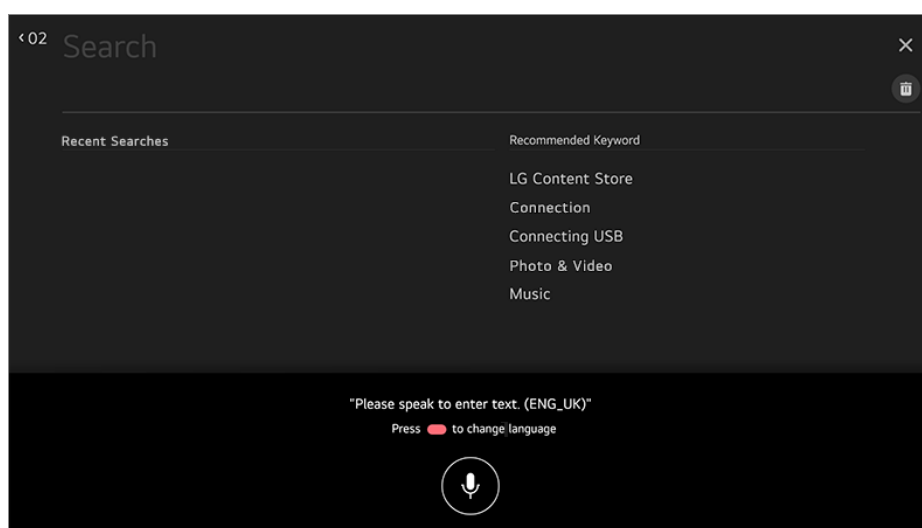 02
Search
Recent Searches
Recommended Keyword
LG Content Store
Connection
Connecting USB
Photo & Video
Music
"Please speak to enter text. (ENG_UK)"
Press to change language